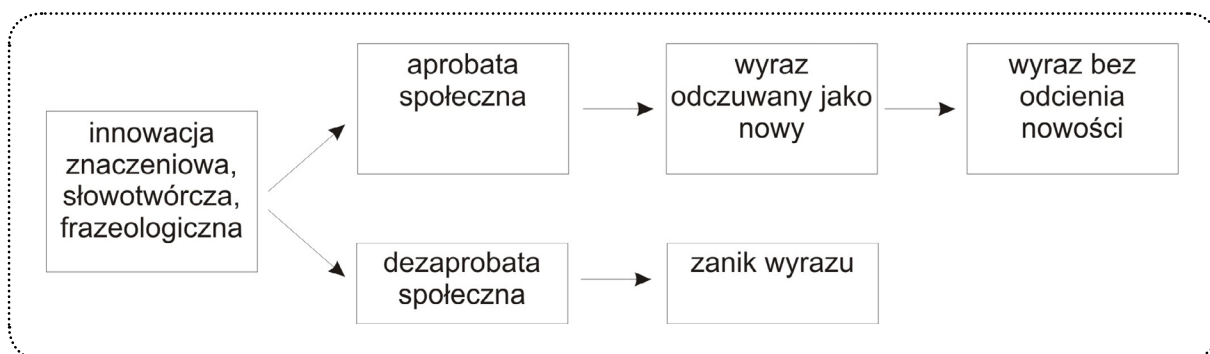 innowacja
znaczeniowa,
słowotwórcza,
frazeologiczna
aprobata
społeczna
wyraz
odczuwany jako
nowy
wyraz bez
odcienia
nowości
dezaprobata
społeczna
zanik wyrazu